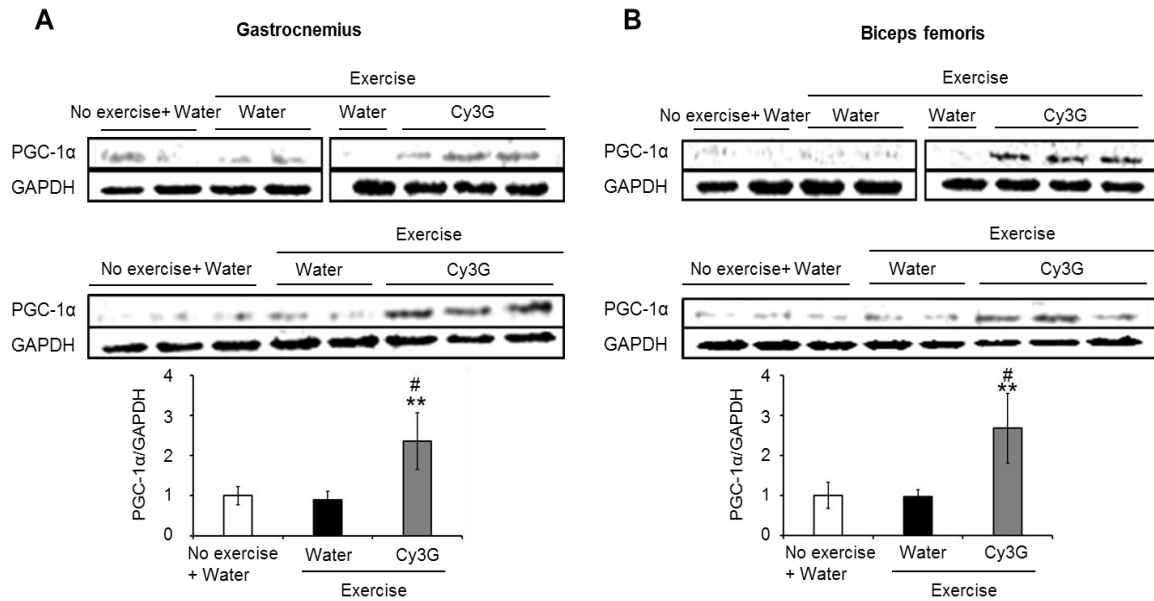 A
Gastrocnemius
Exercise
No exercise+ Water Water Water Cy3G
PGC-1α
GAPDH
Exercise
No exercise+ Water Water Cy3G
PGC-1α
GAPDH
PGC-1α/GAPDH
4
3
2
1
0
#
**
No exercise
+ Water
Water
Cy3G
Exercise
B
Biceps femoris
Exercise
No exercise+ Water Water Water Cy3G
PGC-1α
GAPDH
Exercise
No exercise+ Water Water Cy3G
PGC-1α
GAPDH
PGC-1α/GAPDH
4
3
2
1
0
#
**
No exercise
+ Water
Water
Cy3G
Exercise